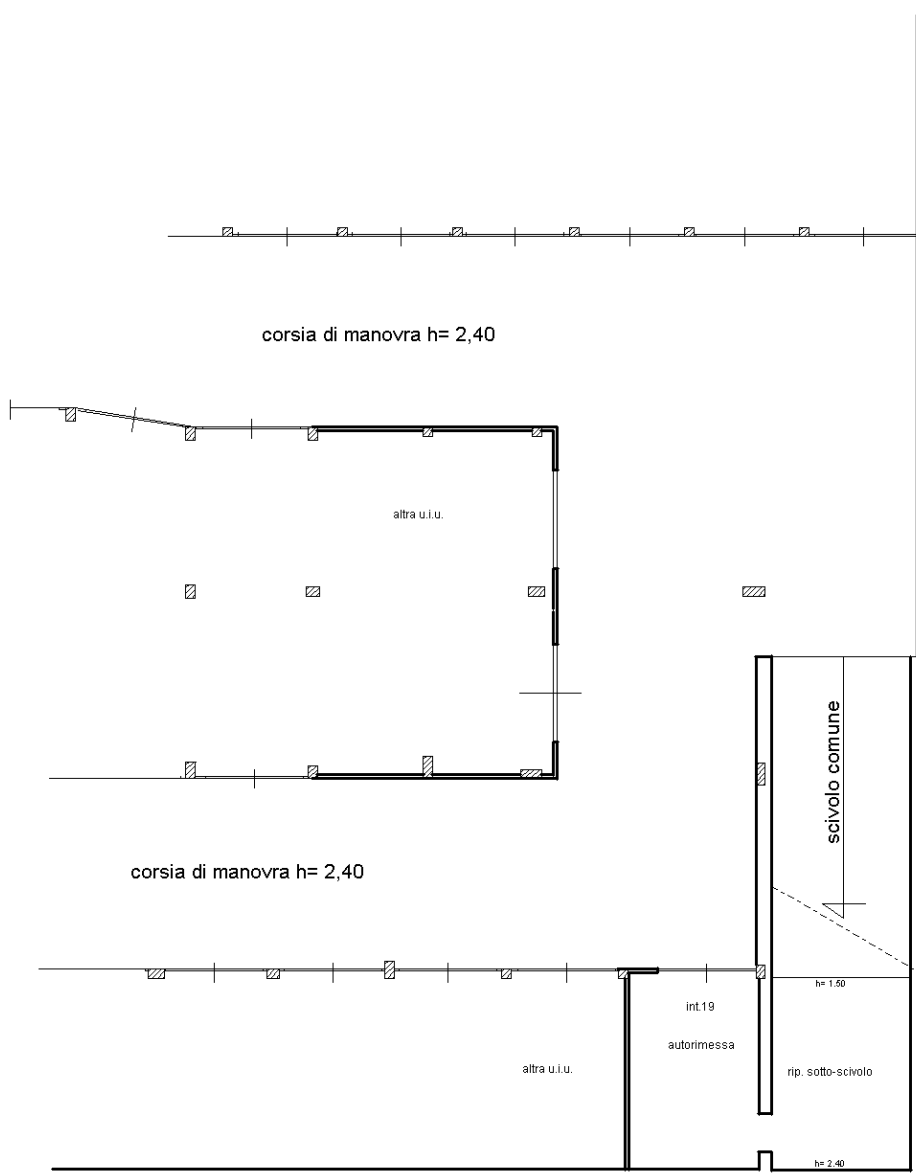 corsia di manovra h= 2,40
altra u.i.u.
scivolo comune
corsia di manovra h= 2,40
h= 1.50
int.19
autorimessa
altra u.i.u.
rip. sotto-scivolo
h= 2.40